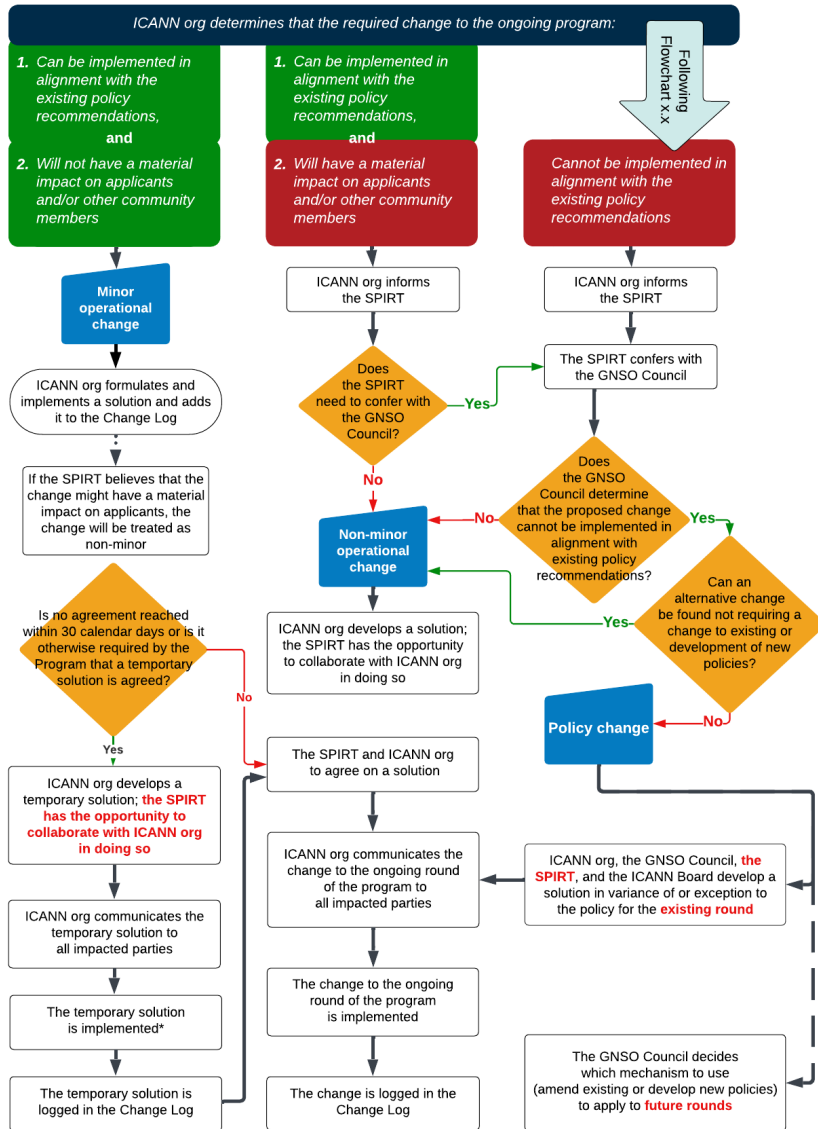 ICANN org determines that the required change to the ongoing program:
Following
Flowchart x.x
1. Can be implemented in
alignment with the
existing policy
recommendations,
and
2. Will not have a material
impact on applicants
and/or other community
members
1. Can be implemented in
alignment with the
existing policy
recommendations,
and
2. Will have a material
impact on applicants
and/or other community
members
Cannot be implemented in
alignment with the
existing policy
recommendations
Minor
operational
change
ICANN org informs
the SPIRT
ICANN org informs
the SPIRT
ICANN org formulates and
implements a solution and adds
it to the Change Log
Does
the SPIRT
need to confer with
the GNSO
Council?
Yes
No
The SPIRT confers with
the GNSO Council
If the SPIRT believes that the
change might have a material
impact on applicants, the
change will be treated as
non-minor
Non-minor
operational
change
No
Does
the GNSO
Council determine
that the proposed change
cannot be implemented in
alignment with
existing policy
recommendations?
Yes
Can an
alternative change
be found not requiring a
change to existing or
development of new
policies?
Yes
No
Is no agreement reached
within 30 calendar days or is it
otherwise required by the
Program that a temporary
solution is agreed?
No
Yes
ICANN org develops a solution;
the SPIRT has the opportunity
to collaborate with ICANN org
in doing so
Policy change
ICANN org develops a
temporary solution; the SPIRT
has the opportunity to
collaborate with ICANN org
in doing so
The SPIRT and ICANN org
to agree on a solution
ICANN org communicates the
change to the ongoing round
of the program to
all impacted parties
ICANN org, the GNSO Council, the
SPIRT, and the ICANN Board develop a
solution in variance of or exception to
the policy for the existing round
ICANN org communicates the
temporary solution to
all impacted parties
The temporary solution
is implemented*
The change to the ongoing
round of the program
is implemented
The temporary solution is
logged in the Change Log
The change is logged in the
Change Log
The GNSO Council decides
which mechanism to use
(amend existing or develop new policies)
to apply to future rounds